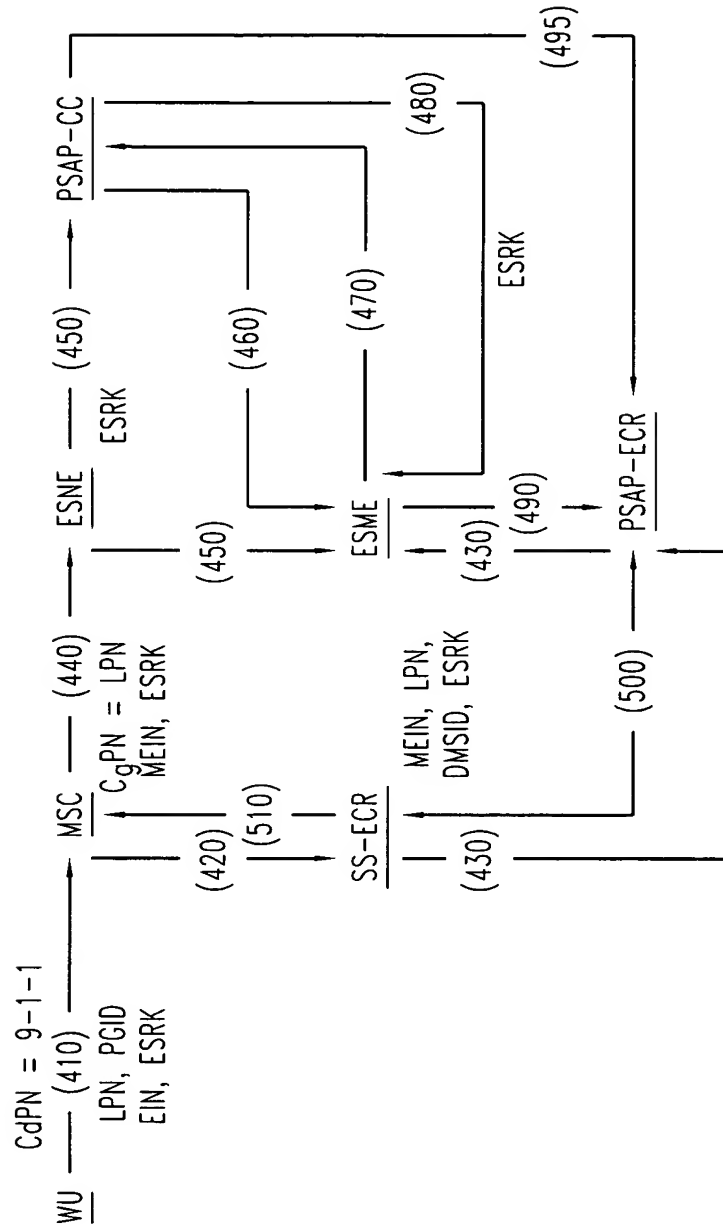 CdPN = 9-1-1
WU
(410)
LPN, PGID
EIN, ESRK
MSC
(440)
CgPN = LPN
MEIN, ESRK
ESNE
(450)
ESRK
PSAP-CC
(420)
(510)
(450)
(460)
(470)
(480)
(495)
SS-ECR
MEIN, LPN,
DMSID, ESRK
ESME
ESRK
(430)
(430)
(490)
(500)
PSAP-ECR